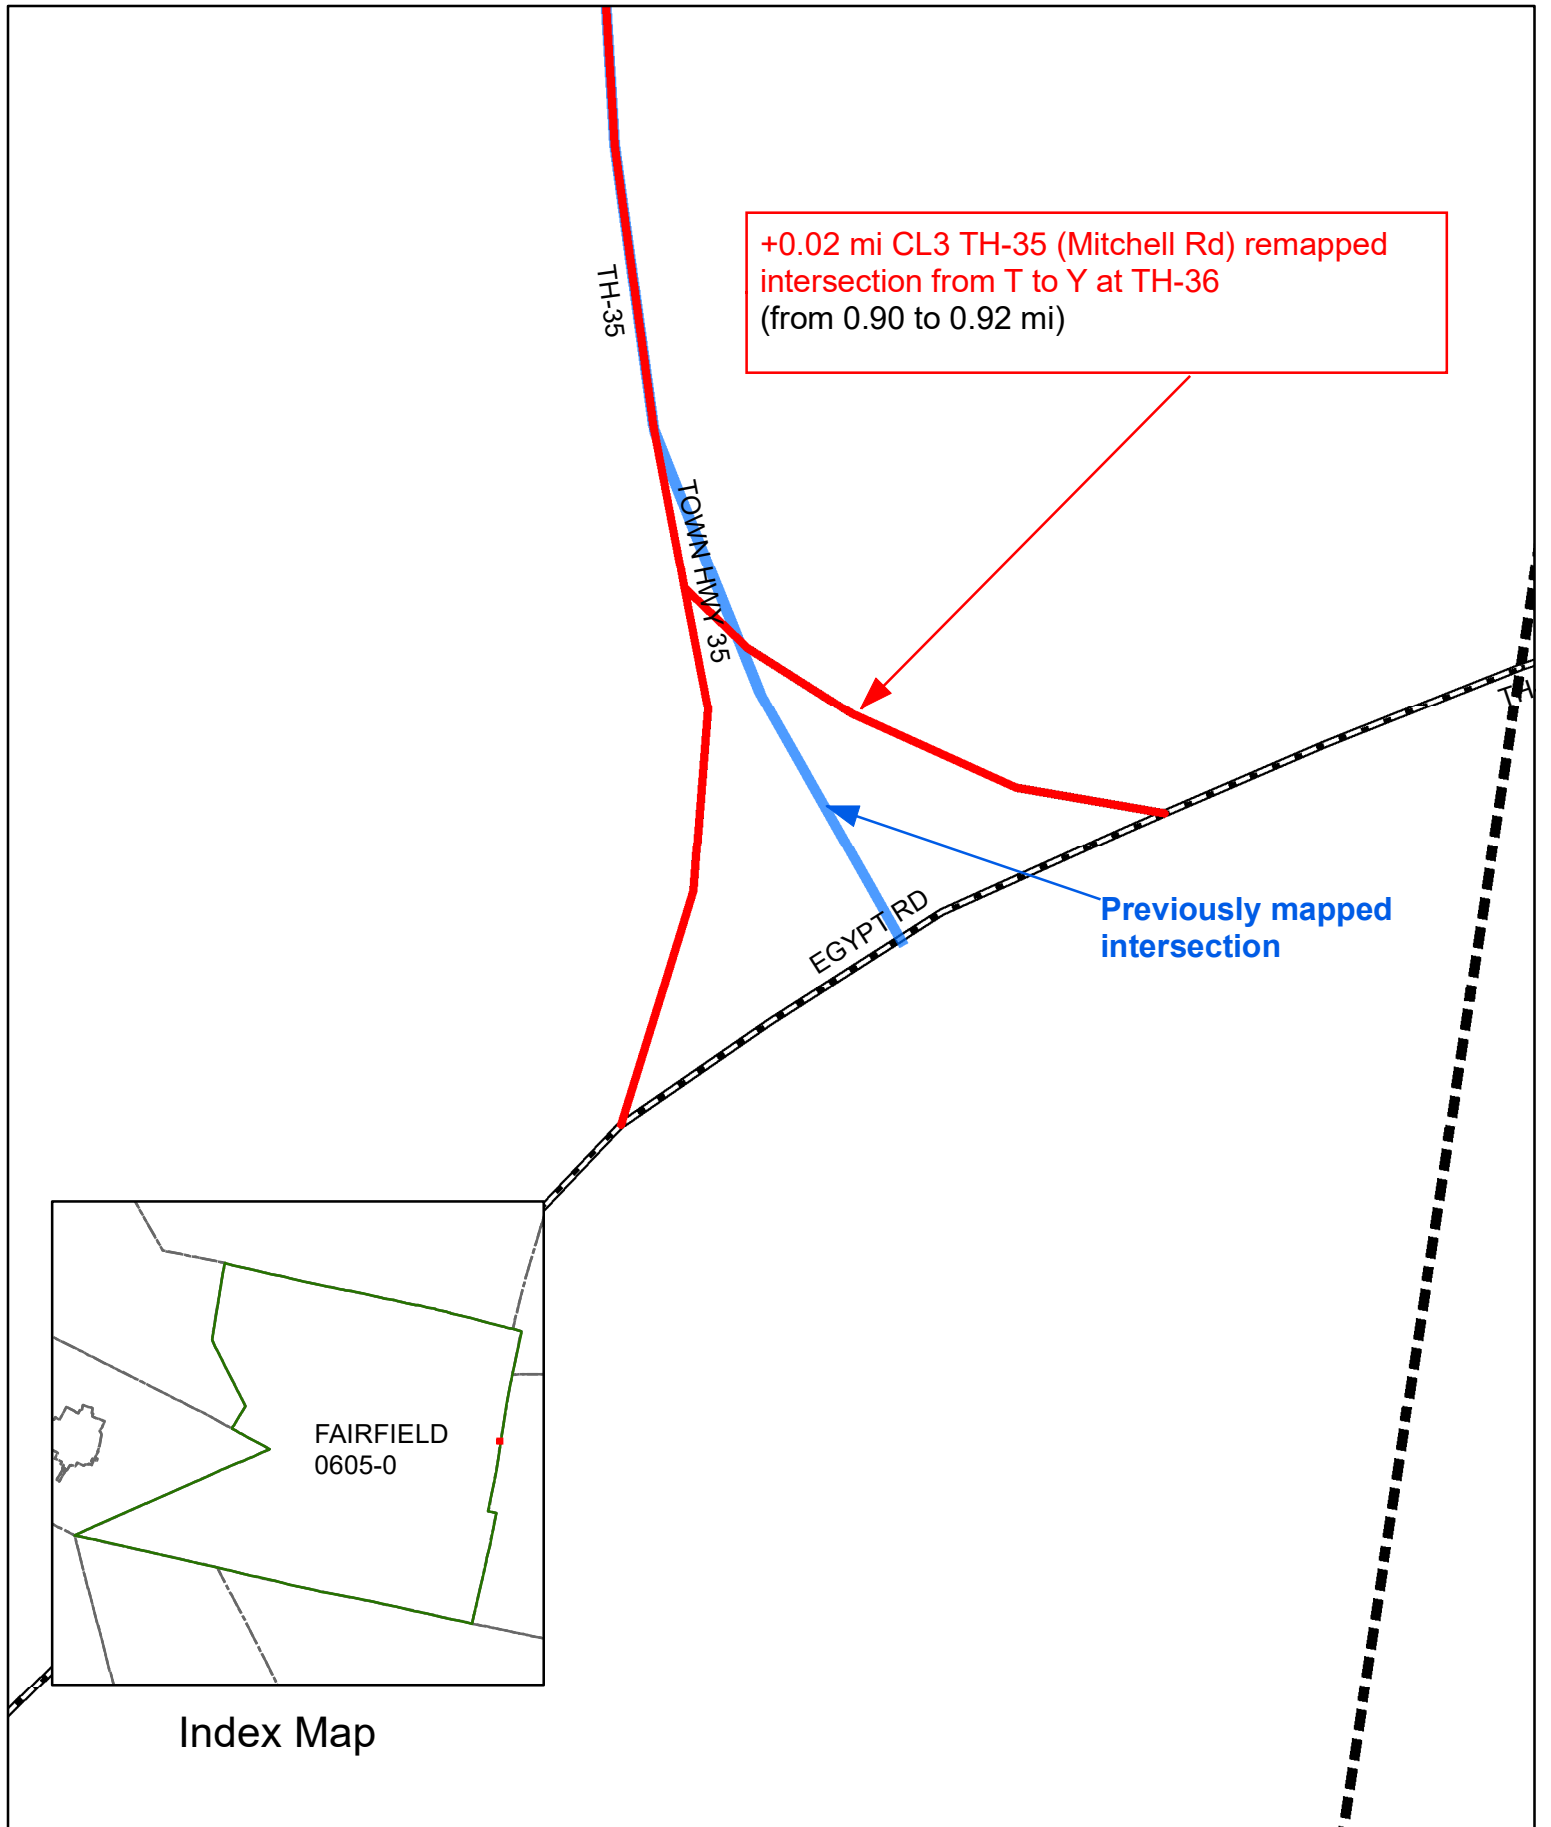 +0.02 mi CL3 TH-35 (Mitchell Rd) remapped
intersection from T to Y at TH-36
(from 0.90 to 0.92 mi)
TH-35
TOWN HWY 35
TH
EGYPT RD
Previously mapped
intersection
FAIRFIELD
0605-0
Index Map